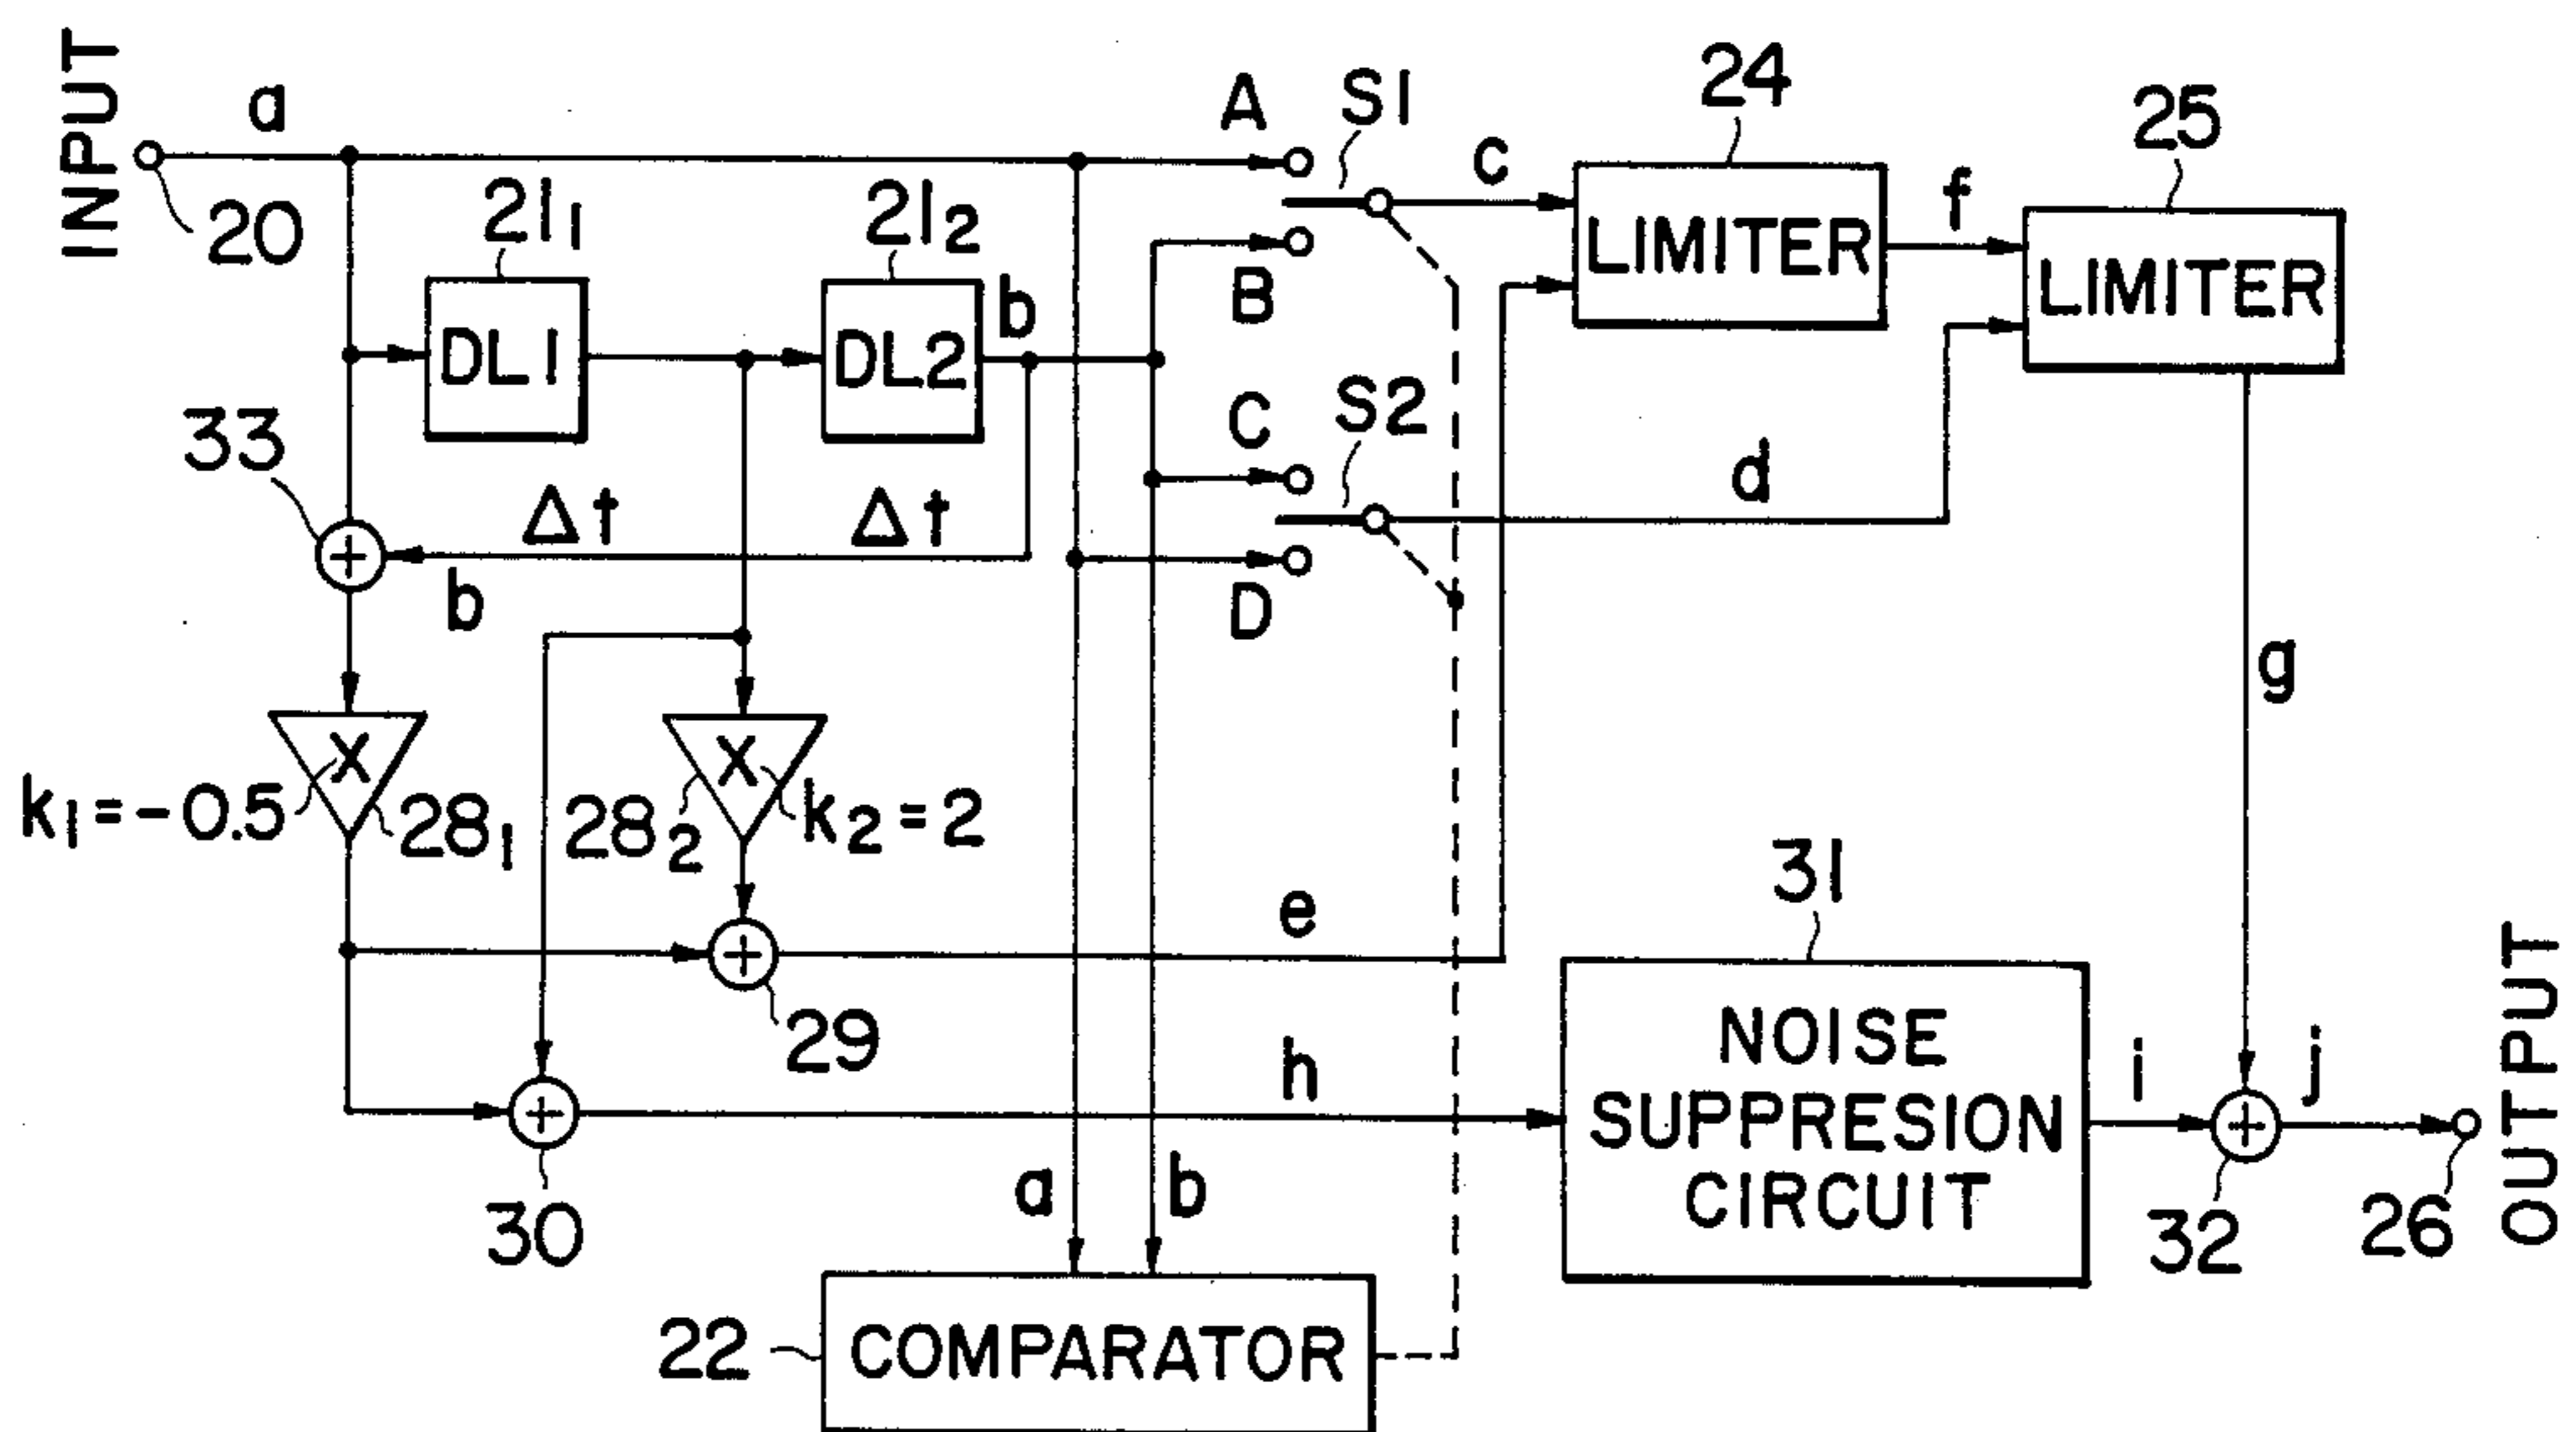 INPUT
a
20
21₁
21₂
DL1
DL2
b
Δt
Δt
33
b
A
B
S1
C
D
S2
c
24
LIMITER
f
25
LIMITER
d
g
k₁=-0.5
X
28₁
X
28₂
k₂=2
e
29
h
30
a
b
31
NOISE
SUPPRESION
CIRCUIT
i
j
32
26
OUTPUT
22
COMPARATOR